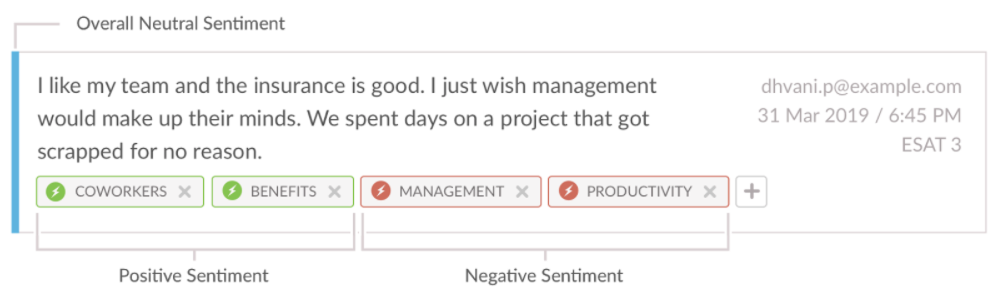 Overall Neutral Sentiment
I like my team and the insurance is good. I just wish management
would make up their minds. We spent days on a project that got
scrapped for no reason.
dhvani.p@example.com
31 Mar 2019 / 6:45 PM
ESAT 3
COWORKERS × BENEFITS × MANAGEMENT × PRODUCTIVITY × +
Positive Sentiment Negative Sentiment